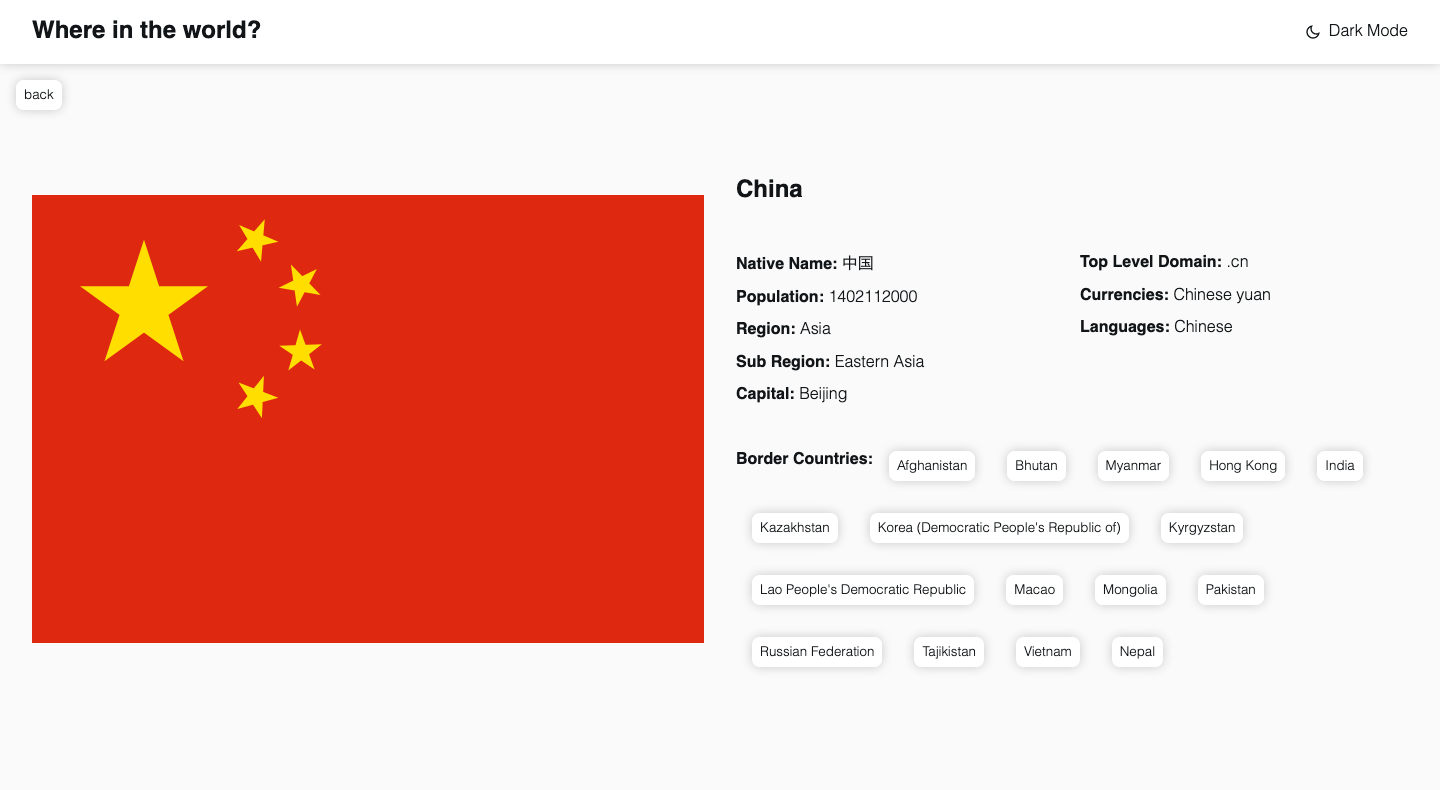 Where in the world?
Dark Mode
back
China
Native Name: 中国
Population: 1402112000
Region: Asia
Sub Region: Eastern Asia
Capital: Beijing
Top Level Domain: .cn
Currencies: Chinese yuan
Languages: Chinese
Border Countries: Afghanistan Bhutan Myanmar Hong Kong India
Kazakhstan Korea (Democratic People's Republic of) Kyrgyzstan
Lao People's Democratic Republic Macao Mongolia Pakistan
Russian Federation Tajikistan Vietnam Nepal